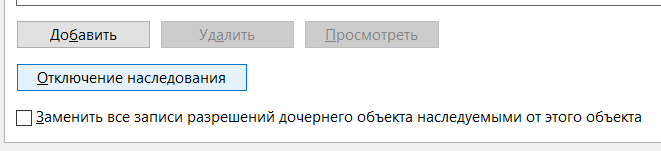 Добавить Удалить Просмотреть
Отключение наследования
Заменить все записи разрешений дочернего объекта наследуемыми от этого объекта